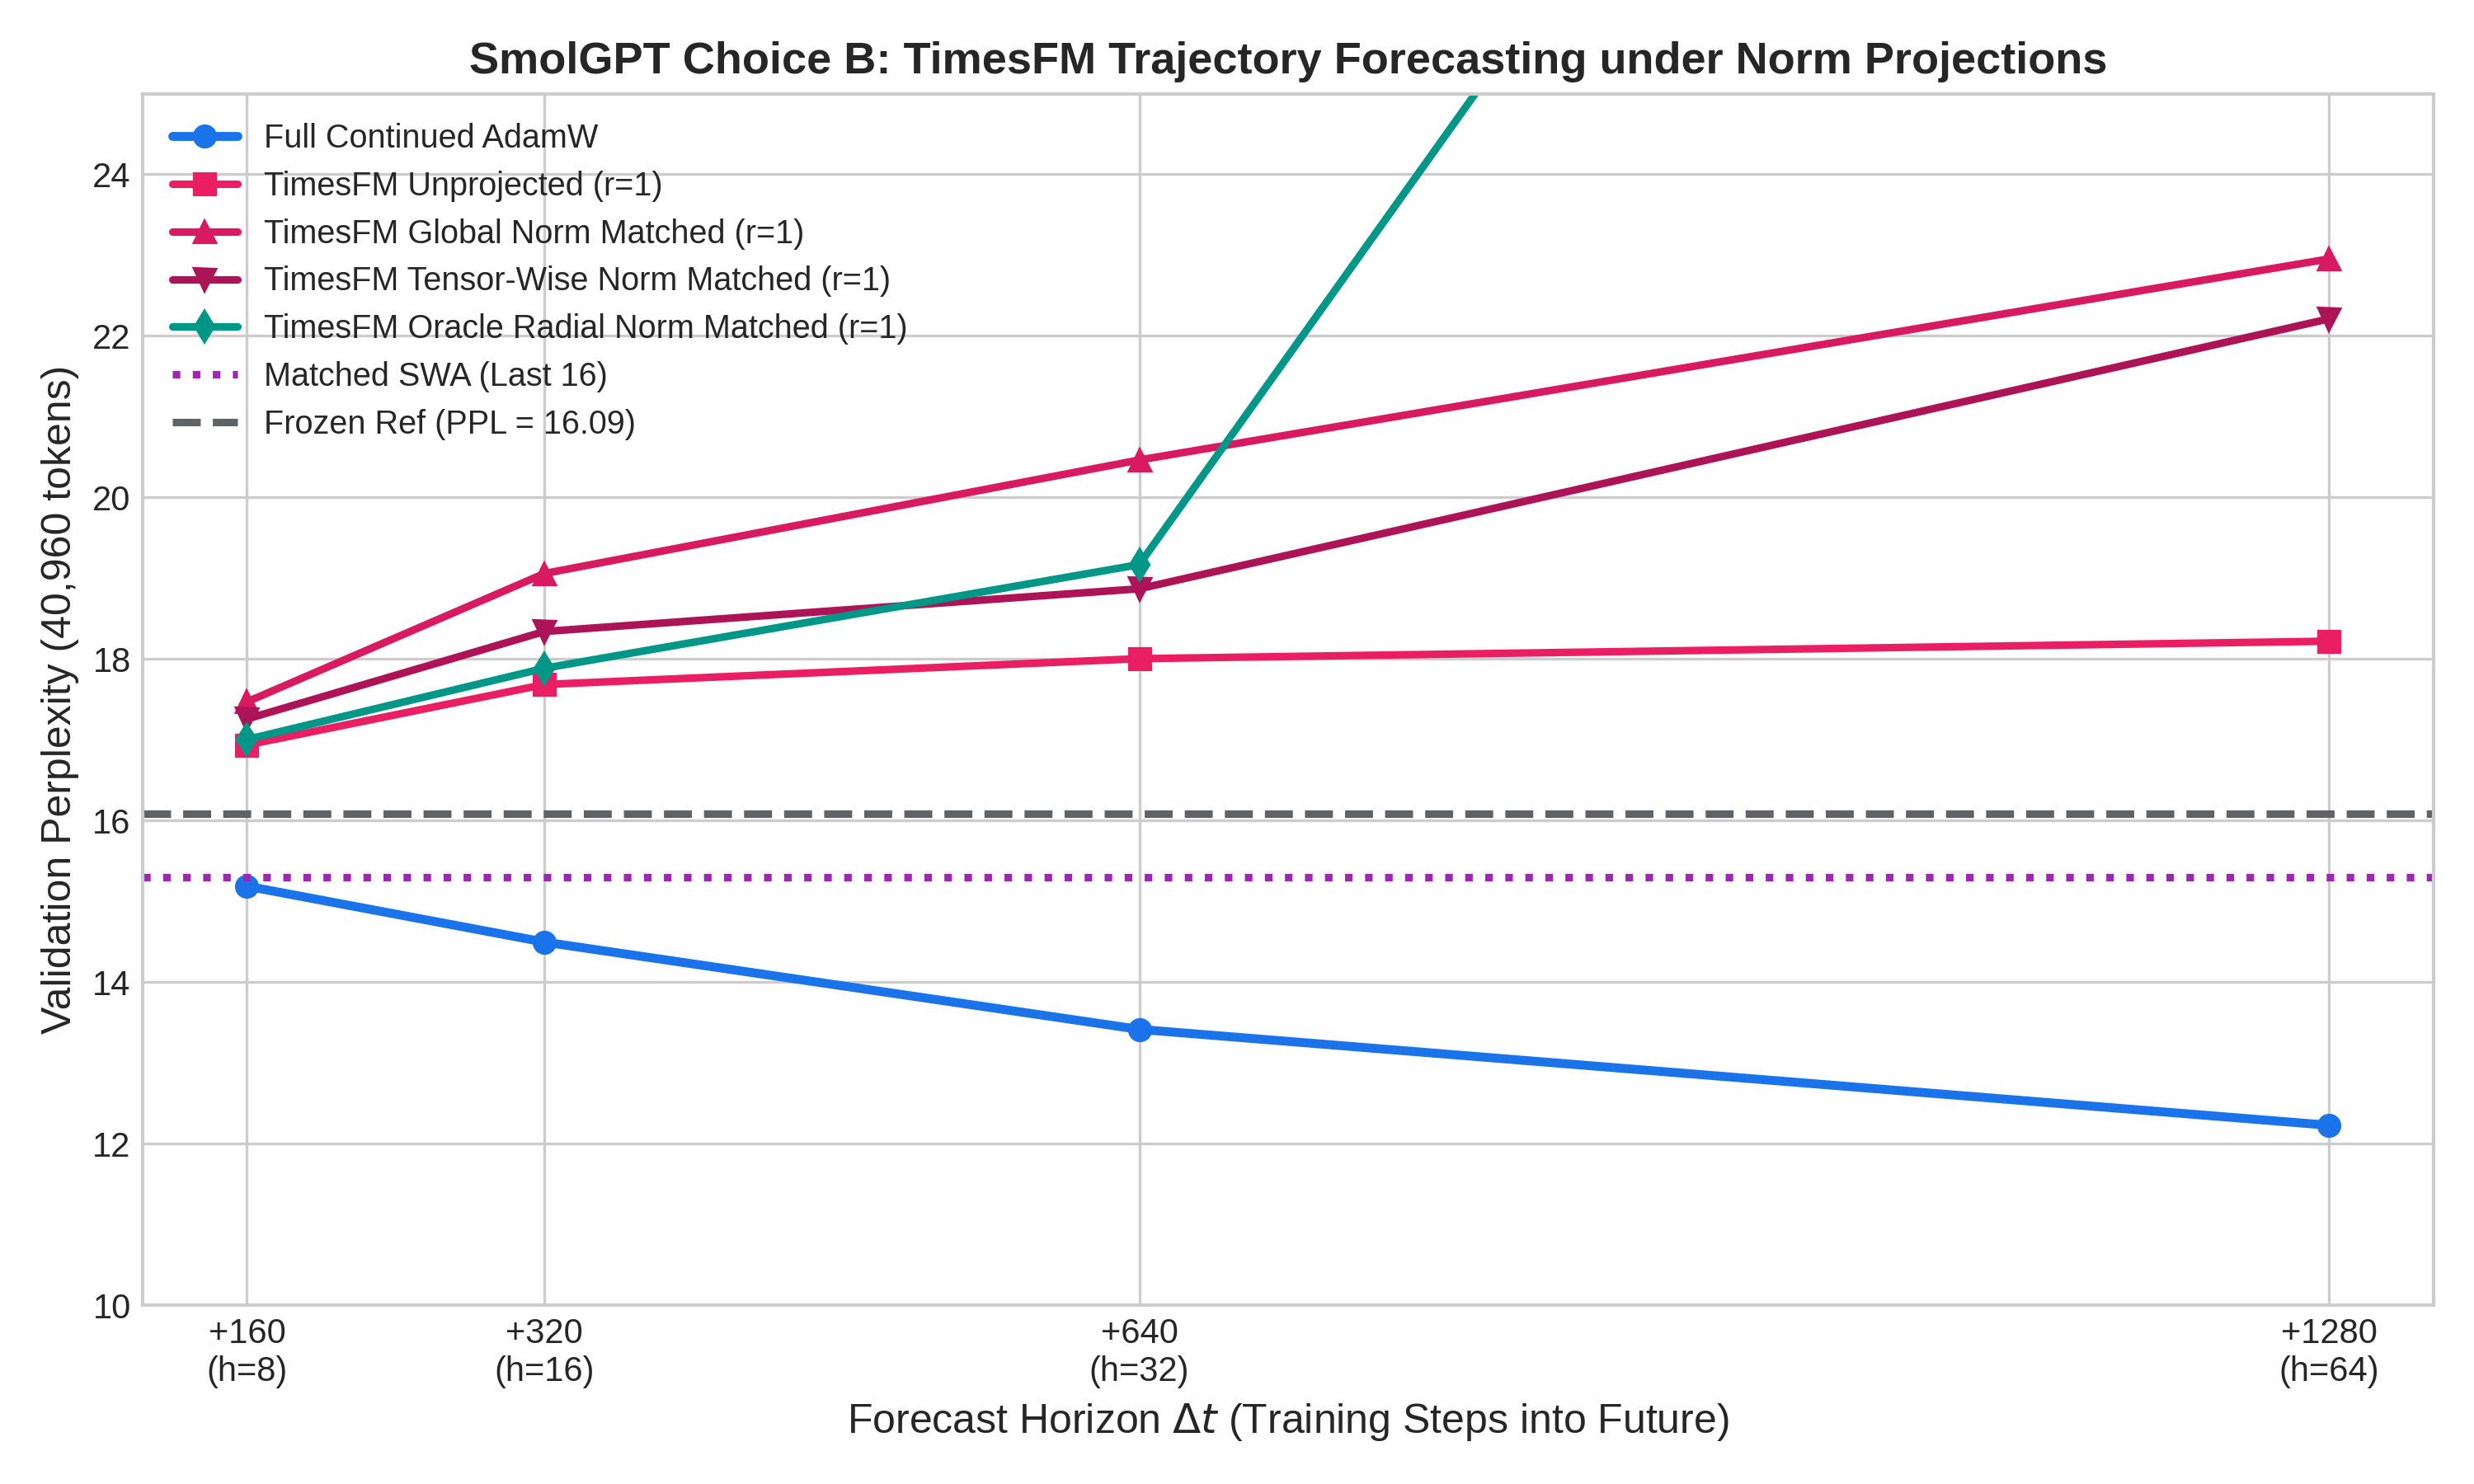 SmolGPT Choice B: TimesFM Trajectory Forecasting under Norm Projections
Full Continued AdamW
TimesFM Unprojected (r=1)
TimesFM Global Norm Matched (r=1)
TimesFM Tensor-Wise Norm Matched (r=1)
TimesFM Oracle Radial Norm Matched (r=1)
Matched SWA (Last 16)
Frozen Ref (PPL = 16.09)
Validation Perplexity (40,960 tokens)
24
22
20
18
16
14
12
10
+160
(h=8)
+320
(h=16)
+640
(h=32)
+1280
(h=64)
Forecast Horizon Δt (Training Steps into Future)